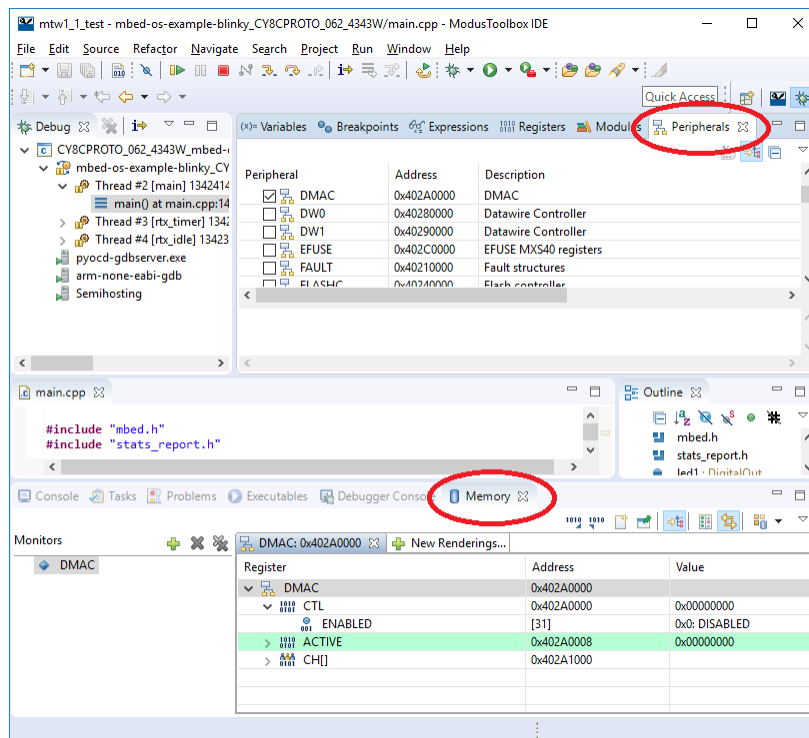 mtw1_1_test - mbed-os-example-blinky_CY8CPROTO_062_4343W/main.cpp - ModusToolbox IDE
File Edit Source Refactor Navigate Search Project Run Window Help
Quick Access
Debug
(x)= Variables Breakpoints Expressions Registers Modules Peripherals
CY8CPROTO_062_4343W_mbed-
mbed-os-example-blinky_CY
Thread #2 [main] 1342414
main() at main.cpp:14
Thread #3 [rtx_timer] 1342
Thread #4 [rtx_idle] 13423
pyocd-gdbserver.exe
arm-none-eabi-gdb
Semihosting
Peripheral Address Description
DMAC 0x402A0000 DMAC
DW0 0x40280000 Datawire Controller
DW1 0x40290000 Datawire Controller
EFUSE 0x402C0000 EFUSE MXS40 registers
FAULT 0x40210000 Fault structures
FLASHC 0x40240000 Flash controller
main.cpp
#include "mbed.h"
#include "stats_report.h"
Outline
mbed.h
stats_report.h
led1 : DigitalOut
Console Tasks Problems Executables Debugger Console Memory
Monitors
DMAC
DMAC: 0x402A0000 New Renderings...
Register Address Value
DMAC 0x402A0000
CTL 0x402A0000 0x00000000
ENABLED [31] 0x0: DISABLED
ACTIVE 0x402A0008 0x00000000
CH[] 0x402A1000